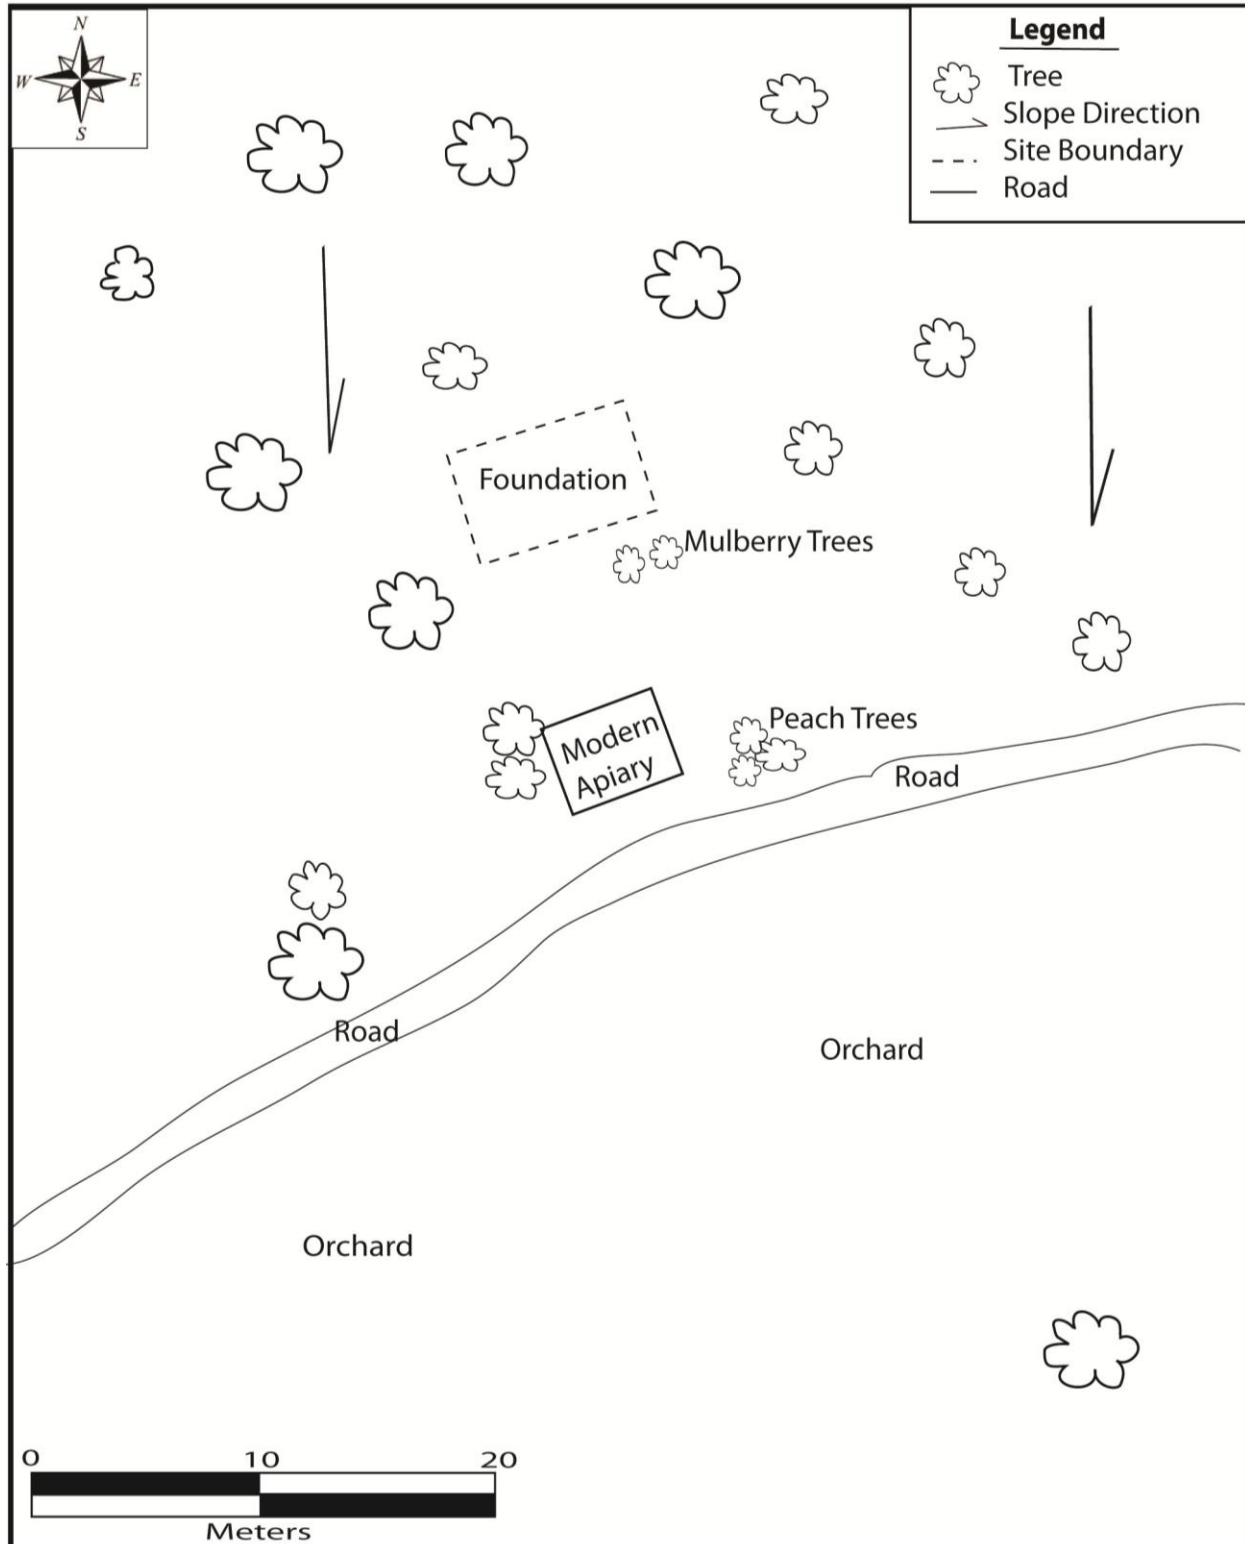 N
W E
S
Legend
Tree
Slope Direction
Site Boundary
Road
Foundation
Mulberry Trees
Peach Trees
Modern
Apiary
Road
Road
Orchard
Orchard
0 10 20
Meters